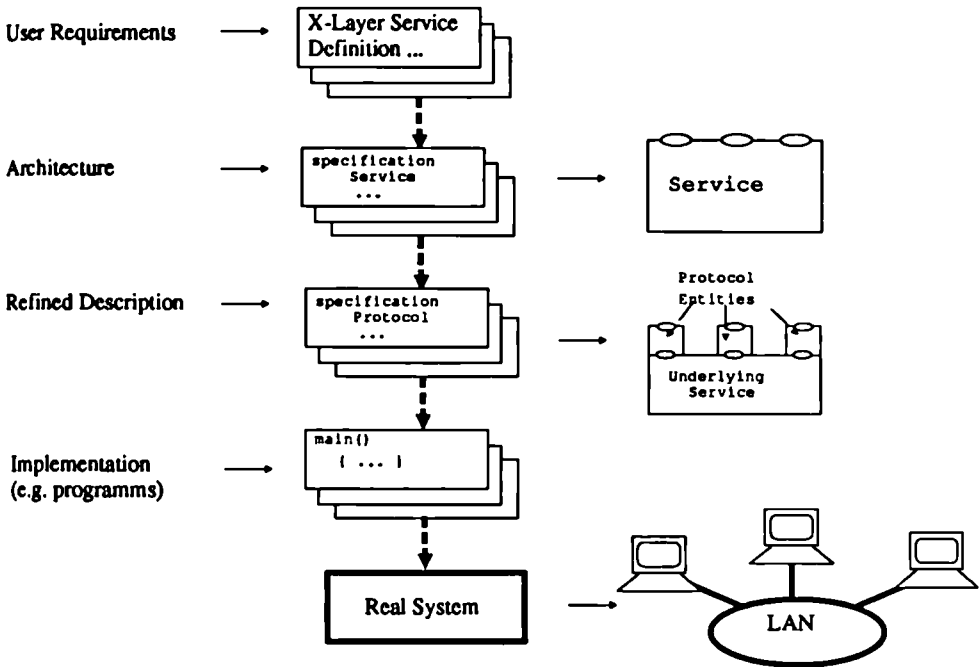 User Requirements
X-Layer Service
Definition ...
Architecture
specification
Service
...
Service
Refined Description
specification
Protocol
...
Protocol
Entities
Underlying
Service
Implementation
(e.g. programms)
main()
{ ... }
Real System
LAN